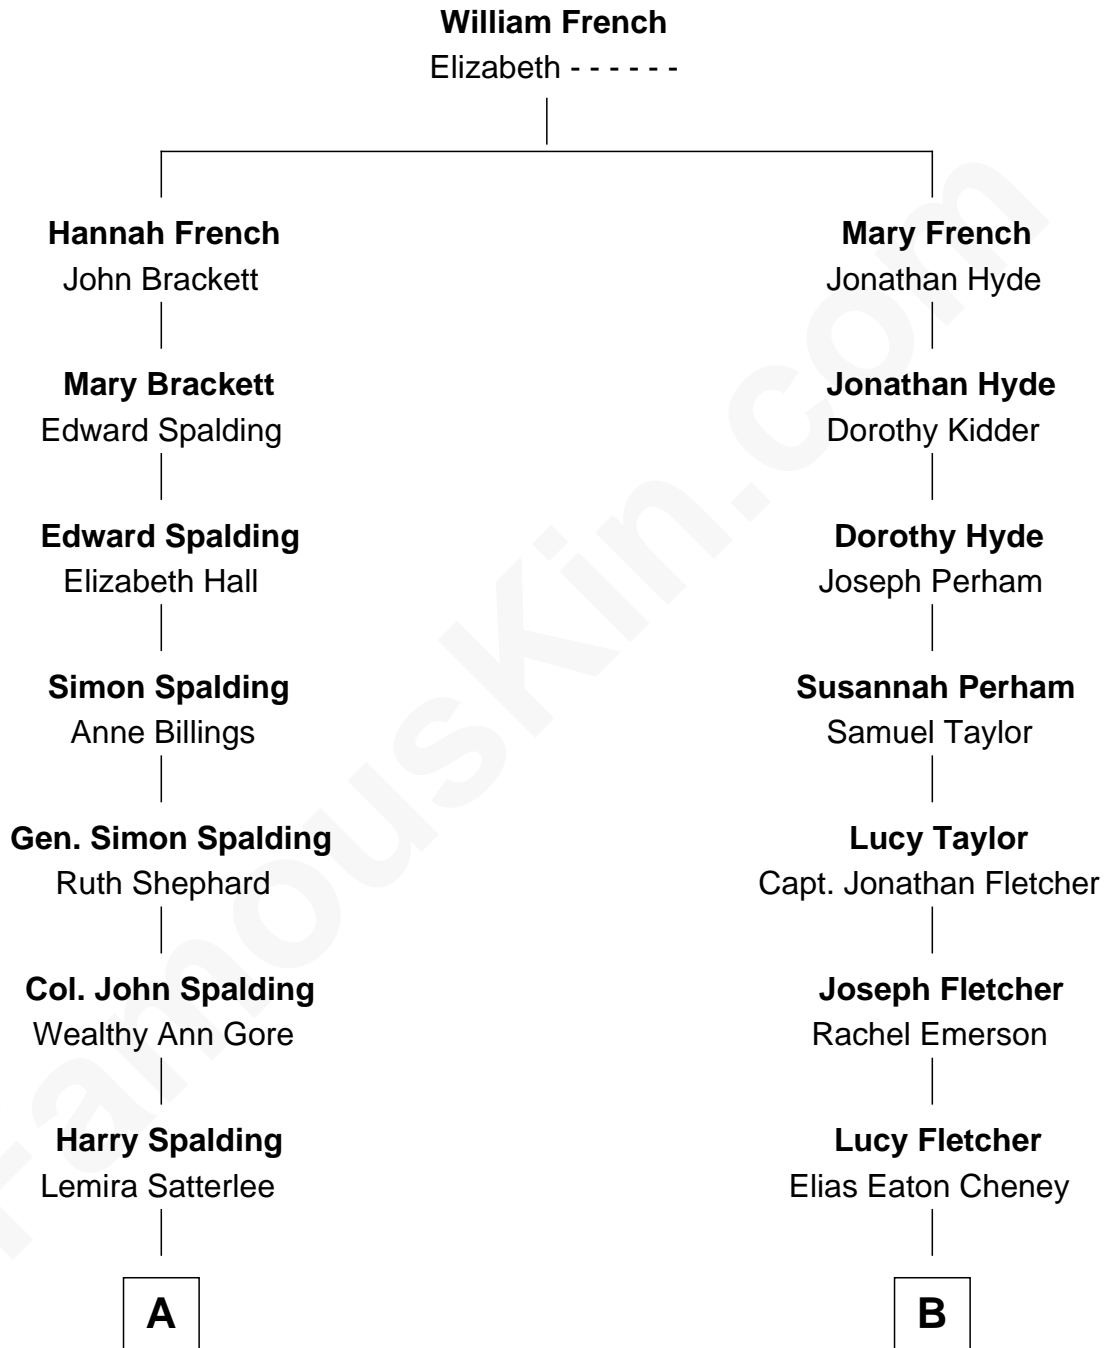 William French
Elizabeth - - - - - -
Hannah French
John Brackett
Mary French
Jonathan Hyde
Mary Brackett
Edward Spalding
Jonathan Hyde
Dorothy Kidder
Edward Spalding
Elizabeth Hall
Dorothy Hyde
Joseph Perham
Simon Spalding
Anne Billings
Susannah Perham
Samuel Taylor
Gen. Simon Spalding
Ruth Shephard
Lucy Taylor
Capt. Jonathan Fletcher
Col. John Spalding
Wealthy Ann Gore
Joseph Fletcher
Rachel Emerson
Harry Spalding
Lemira Satterlee
Lucy Fletcher
Elias Eaton Cheney
A
B
FamousKin.com